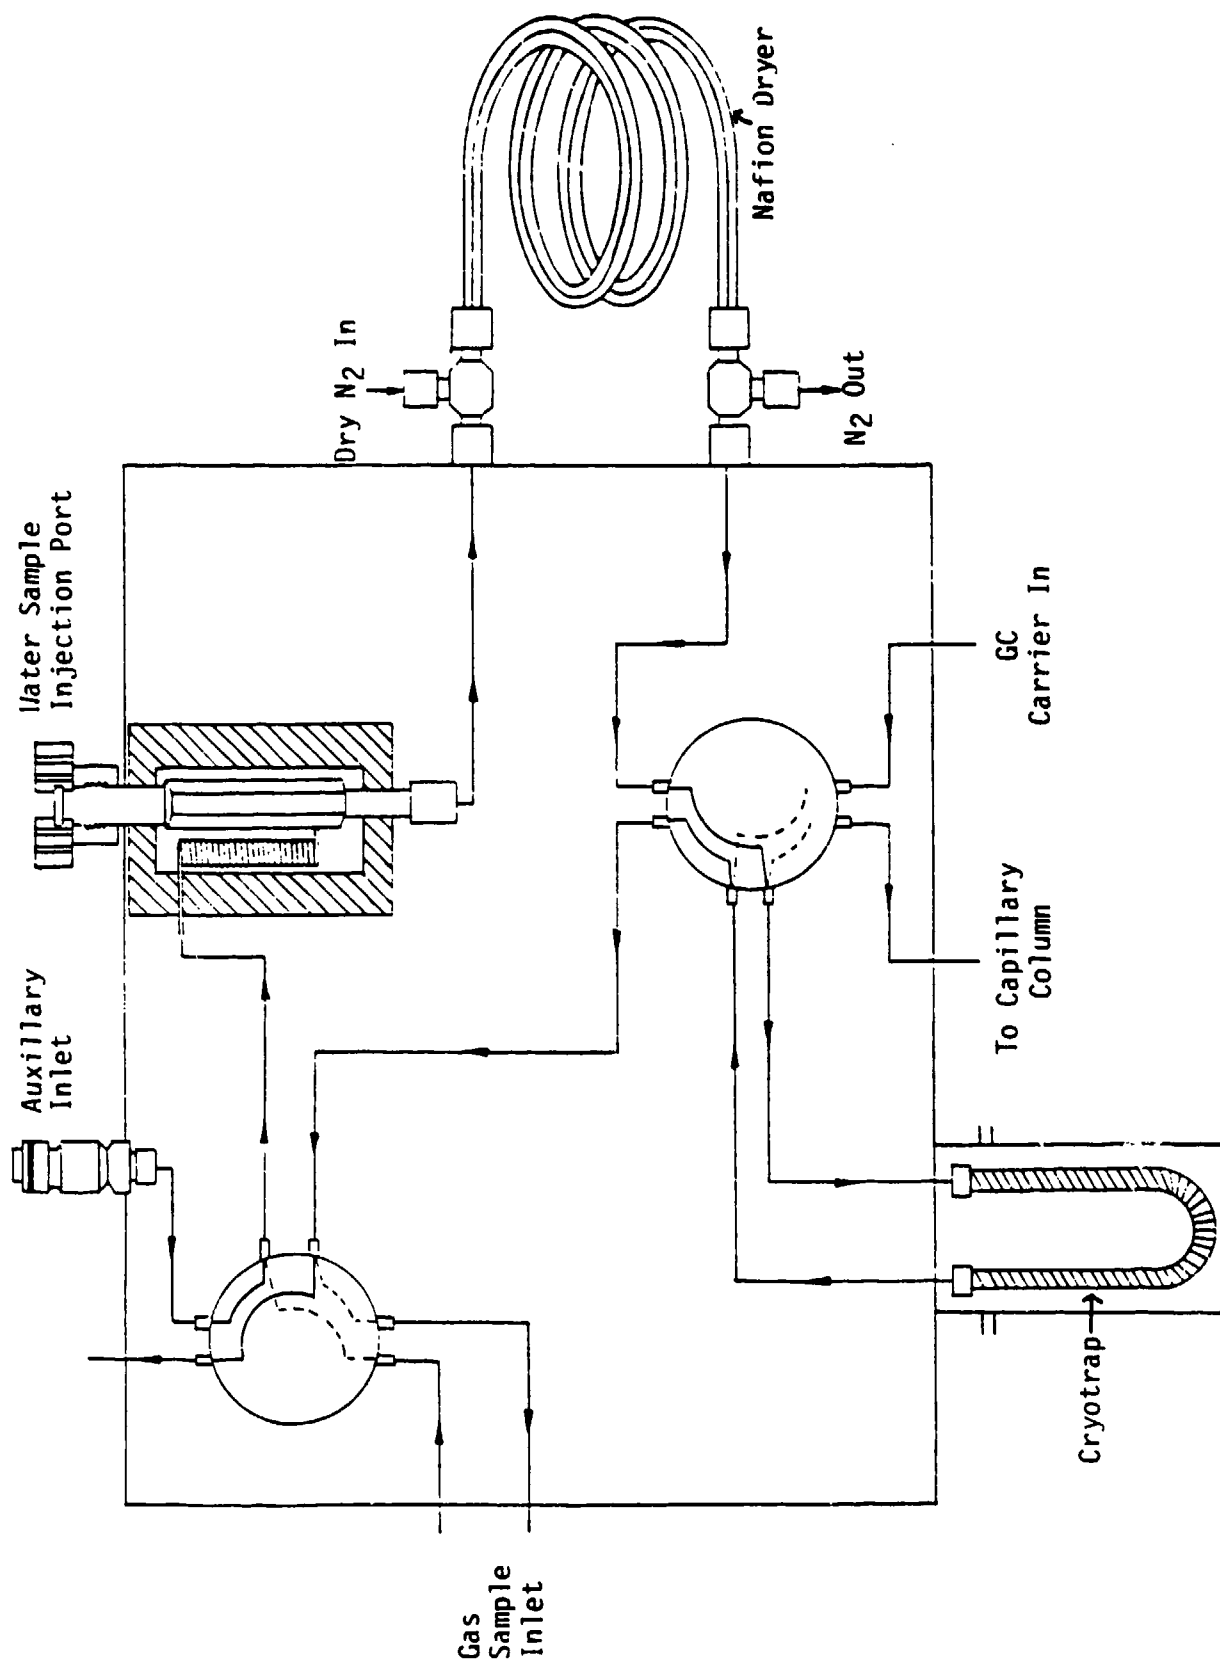 Auxillary
Inlet
Water Sample
Injection Port
Dry N2 In
Nafion Dryer
N2 Out
GC
Carrier In
To Capillary
Column
Cryotrap
Gas
Sample
Inlet